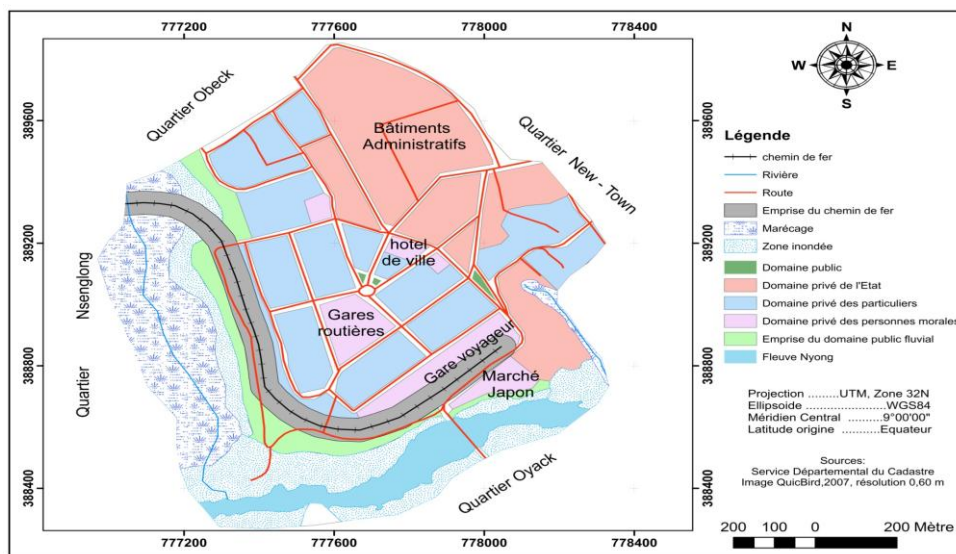 777200 777600 778000 778400
N
W E
S
389600
389200
388800
388400
389600
389200
388800
388400
Quartier Obeck
Quartier New - Town
Bâtiments
Administratifs
hotel
de ville
Gares
routières
Gare voyageur
Marché
Japon
Quartier Nsenglong
Quartier Oyack
777200 777600 778000 778400
Légende
chemin de fer
Rivière
Route
Emprise du chemin de fer
Marécage
Zone inondée
Domaine public
Domaine privé de l'Etat
Domaine privé des particuliers
Domaine privé des personnes morales
Emprise du domaine public fluvial
Fleuve Nyong
Projection .........UTM, Zone 32N
Ellipsoide ...................WGS84
Méridien Central ..........9°00'00"
Latitude origine ..........Equateur
Sources:
Service Départemental du Cadastre
Image QuicBird,2007, résolution 0,60 m
200 100 0 200 Mètre